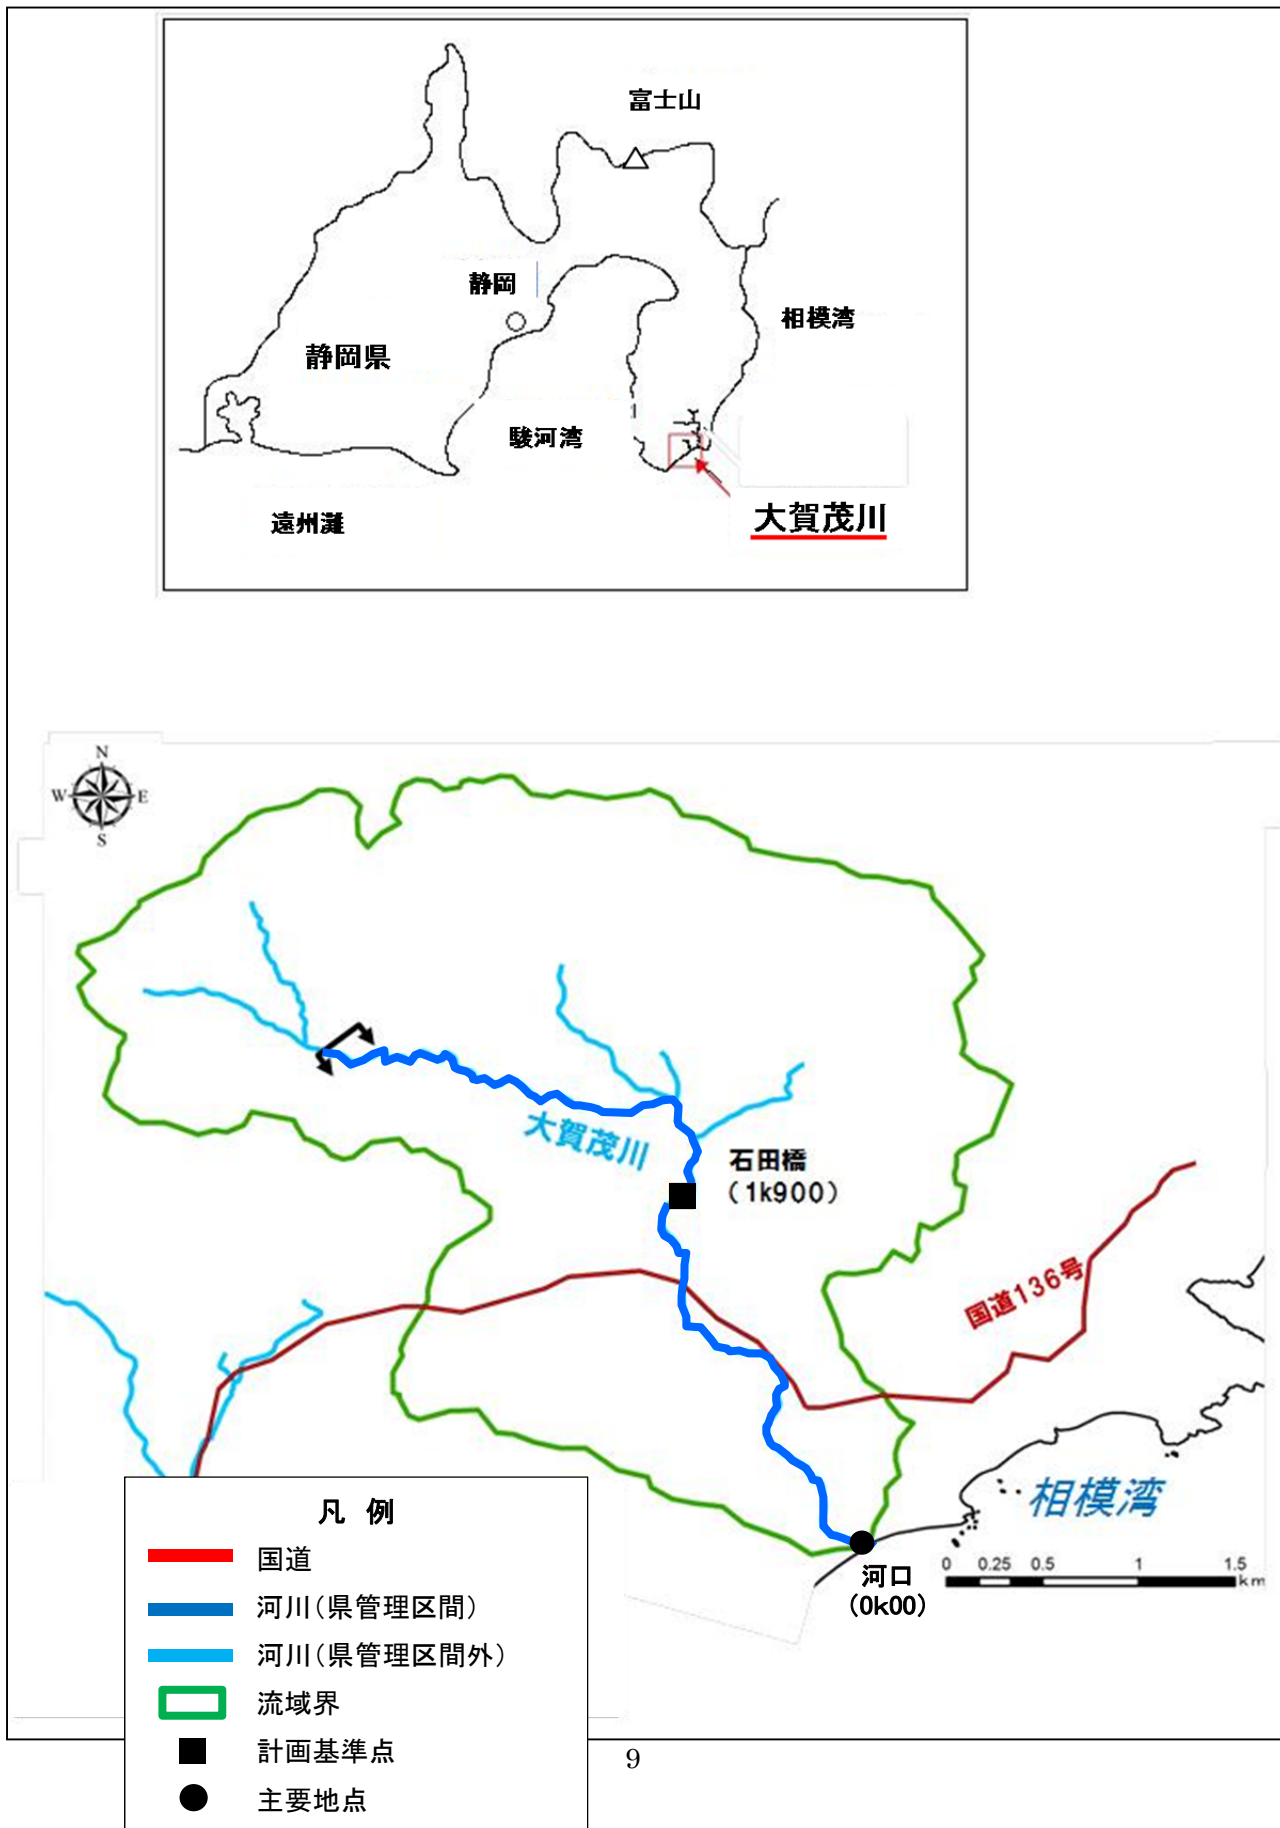 富士山
静岡
相模湾
静岡県
駿河湾
大賀茂川
遠州灘
N
W E
S
大賀茂川
石田橋
(1k900)
国道136号
相模湾
河口
(0k00)
0 0.25 0.5 1 1.5
km
凡 例
国道
河川(県管理区間)
河川(県管理区間外)
流域界
計画基準点
主要地点
9